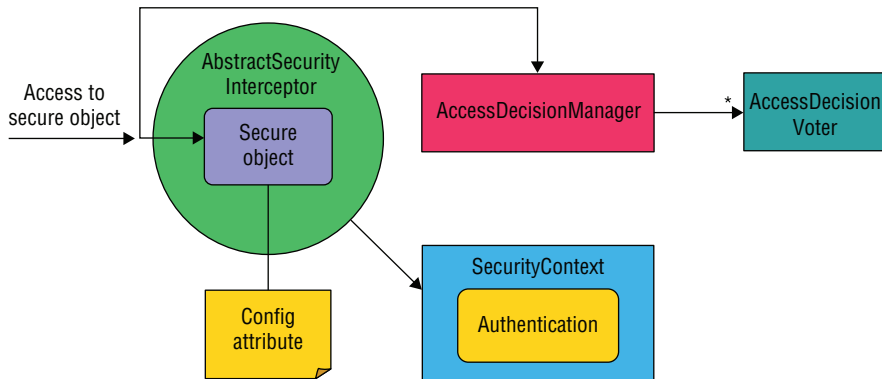 Access to
secure object
AbstractSecurity
Interceptor
Secure
object
AccessDecisionManager
*
AccessDecision
Voter
SecurityContext
Authentication
Config
attribute